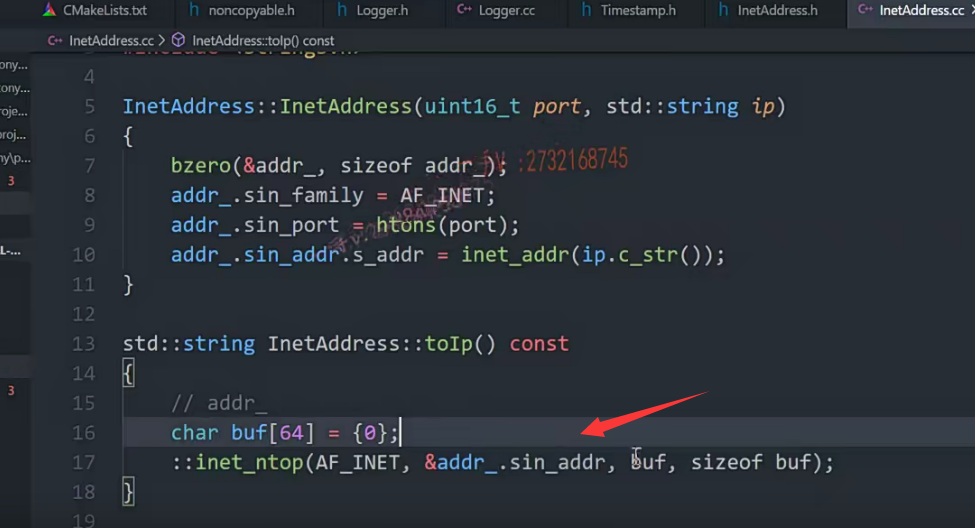 CMakeLists.txt h noncopyable.h h Logger.h C++ Logger.cc h Timestamp.h h InetAddress.h C++ InetAddress.cc
C++ InetAddress.cc > InetAddress::toIp() const
4
5 InetAddress::InetAddress(uint16_t port, std::string ip)
6 {
7 bzero(&addr_, sizeof addr_);
:2732168745
8 addr_.sin_family = AF_INET;
9 addr_.sin_port = htons(port);
10 addr_.sin_addr.s_addr = inet_addr(ip.c_str());
11 }
12
13 std::string InetAddress::toIp() const
14 {
15 // addr_
16 char buf[64] = {0};
17 ::inet_ntop(AF_INET, &addr_.sin_addr, buf, sizeof buf);
18 }
19
ony...
tony...
roje...
proj...
ny\p...
3
L-...
3